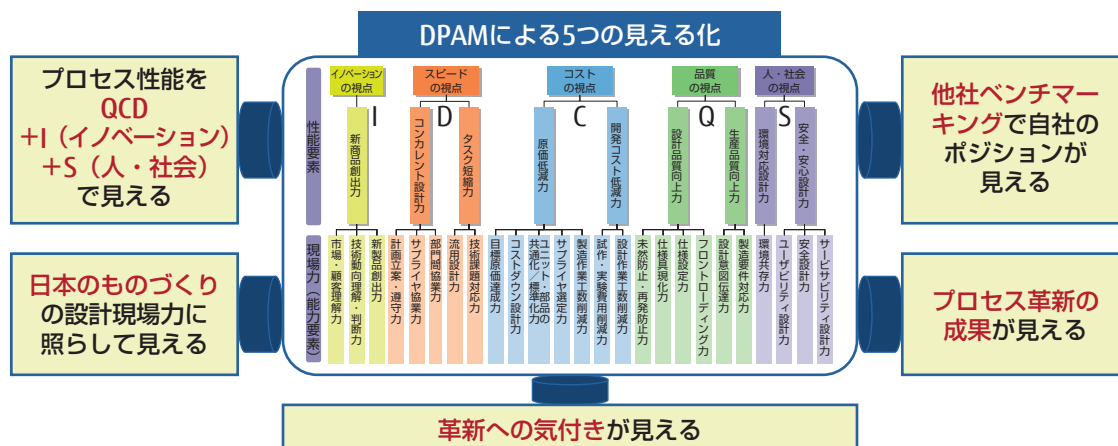 DPAMによる5つの見える化
プロセス性能を
QCD
+I（イノベーション）
+S（人・社会）
で見える
日本のものづくり
の設計現場力に
照らして見える
他社ベンチマー
キングで自社の
ポジションが
見える
プロセス革新の
成果が見える
革新への気付きが見える
性能要素
現場力（能力要素）
イノベーション
の視点
I
新商品創出力
市場・顧客理解力
技術動向理解・判断力
新製品創出力
スピード
の視点
D
コンカレント設計力
タスク短縮力
計画立案・遵守力
サプライヤ協業力
部門間協業力
流用設計力
技術課題対応力
コスト
の視点
C
原価低減力
開発コスト低減力
目標原価達成力
コストダウン設計力
ユニット・部品の
共通化／標準化力
サプライヤ選定力
製造作業工数削減力
試作・実験費用削減力
設計作業工数削減力
品質
の視点
Q
設計品質向上力
生産品質向上力
未然防止・再発防止力
仕様具現化力
仕様設定力
フロントローディング力
設計意図伝達力
製造要件対応力
人・社会
の視点
S
環境対応設計力
安全・安心設計力
環境共存力
ユーザビリティ設計力
安全設計力
サービサビリティ設計力